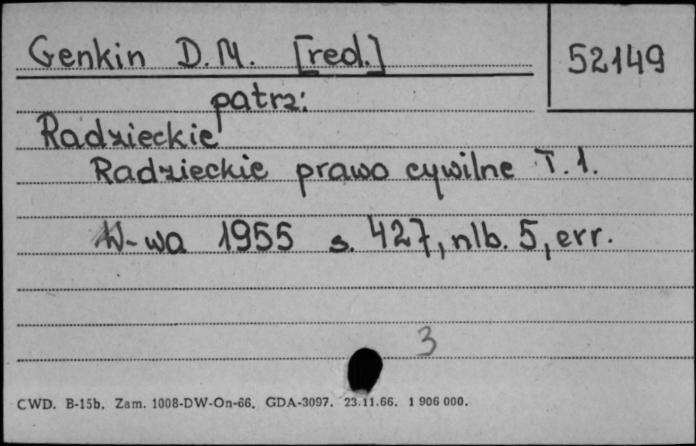 Genkin D.M. [red.]
52149
patrz:
Radzieckie
Radzieckie prawo cywilne T. 1.
W-wa 1955 s. 427, nlb. 5, err.
3
CWD. B-15b. Zam. 1008-DW-On-66. GDA-3097. 23.11.66. 1 906 000.